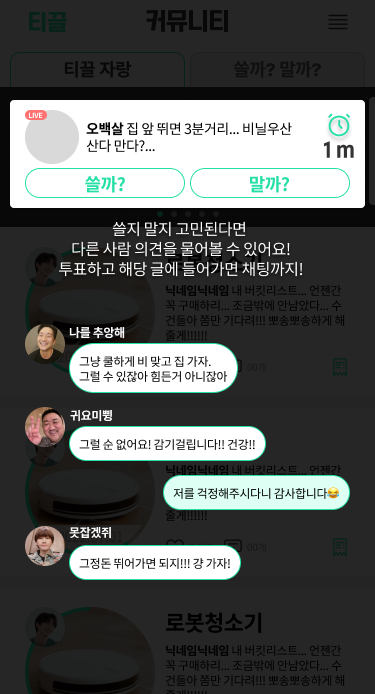 티끌
커뮤니티
티끌 자랑
쓸까? 말까?
LIVE
오백살 집 앞 뛰면 3분거리... 비닐우산
산다 만다?...
1m
쓸까?
말까?
쓸지 말지 고민된다면
다른 사람 의견을 물어볼 수 있어요!
투표하고 해당 글에 들어가면 채팅까지!
닉네임닉네임 내 버킷리스트... 언젠간
꼭 구매하리... 조금밖에 안남았다... 수
건들아 쫌만 기다려!!! 뽀송뽀송하게 해
줄게!!!!!!
00개
나를 추앙해
그냥 쿨하게 비 맞고 집 가자.
그럴 수 있잖아 힘든거 아니잖아
귀요미삥
그럴 순 없어요! 감기걸립니다!! 건강!!
닉네임닉네임 내 버킷리스트... 언젠간
저를 걱정해주시다니 감사합니다😂
줄게!!!!!!
00개
못잡겠쥐
그정돈 뛰어가면 되지!!! 걍 가자!
로봇청소기
닉네임닉네임 내 버킷리스트... 언젠간
꼭 구매하리... 조금밖에 안남았다... 수
건들아 쫌만 기다려!!! 뽀송뽀송하게 해
줄게!!!!!!